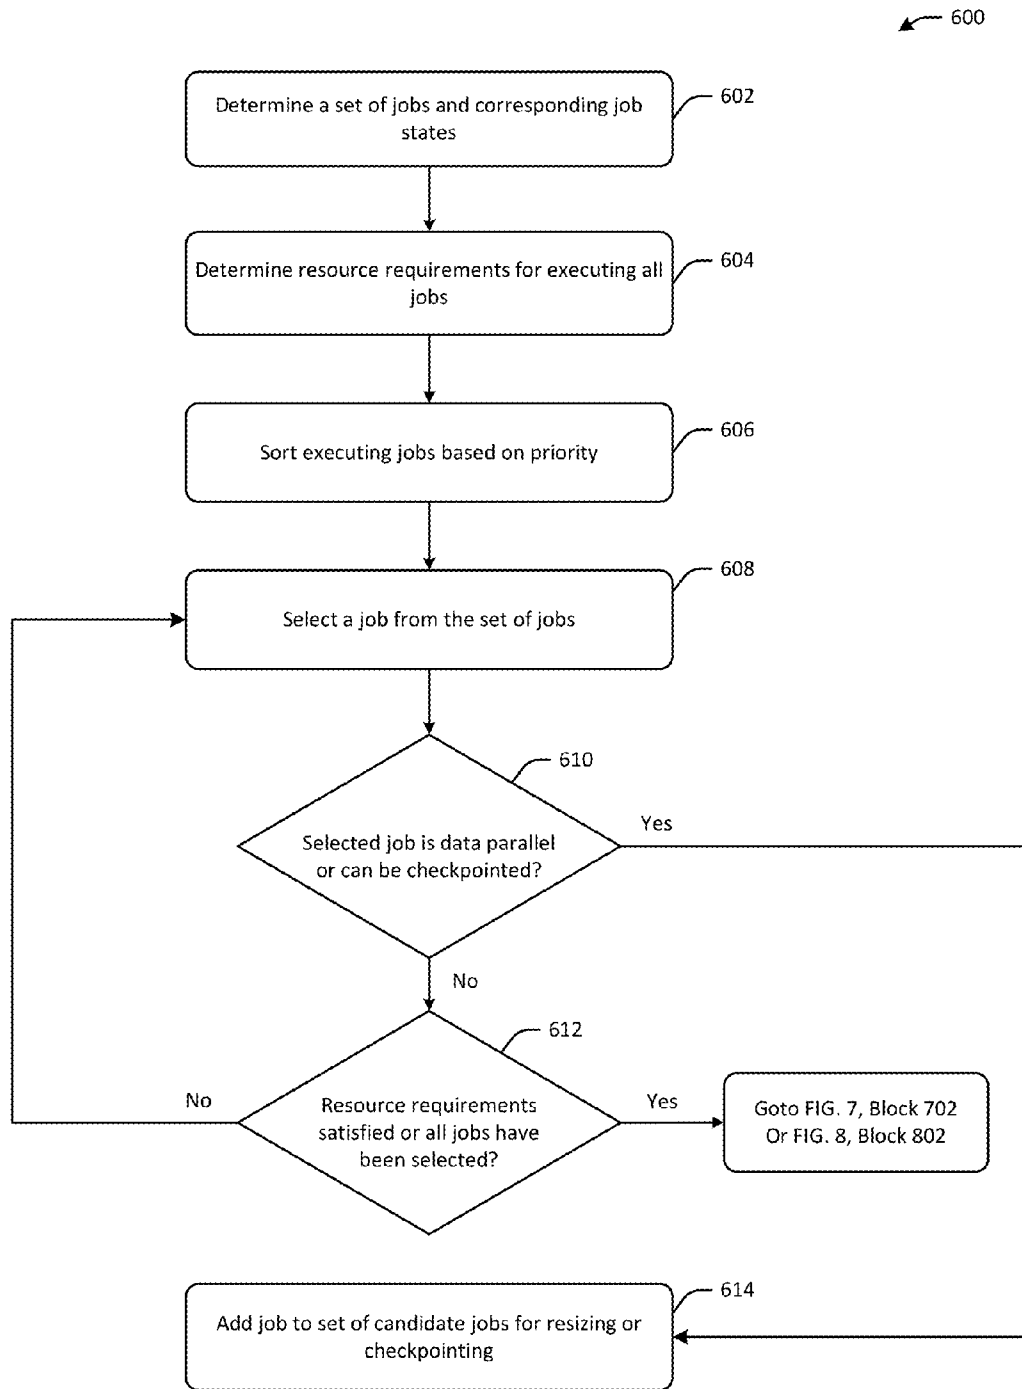 600
Determine a set of jobs and corresponding job
states
602
Determine resource requirements for executing all
jobs
604
Sort executing jobs based on priority
606
Select a job from the set of jobs
608
Selected job is data parallel
or can be checkpointed?
610
Yes
No
Resource requirements
satisfied or all jobs have
been selected?
612
No
Yes
Goto FIG. 7, Block 702
Or FIG. 8, Block 802
Add job to set of candidate jobs for resizing or
checkpointing
614